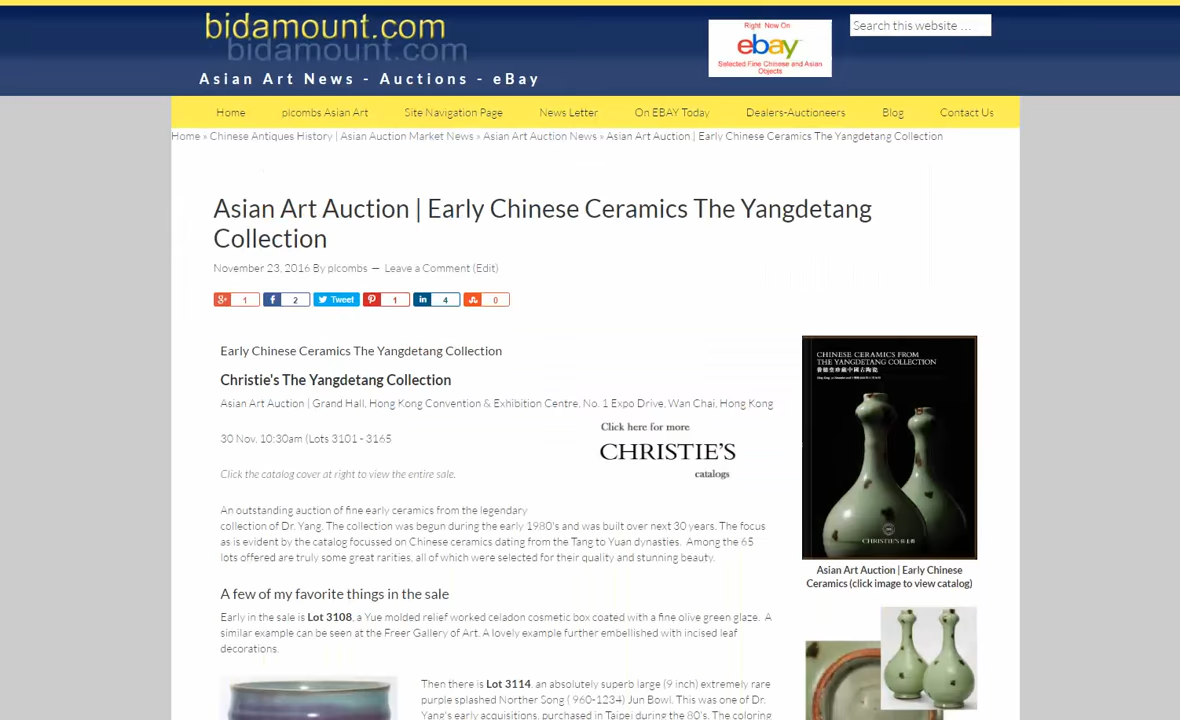 bidamount.com
Asian Art News - Auctions - eBay
Right Now On
ebay
Selected Fine Chinese and Asian
Objects
Search this website …
Home
plcombs Asian Art
Site Navigation Page
News Letter
On EBAY Today
Dealers-Auctioneers
Blog
Contact Us
Home » Chinese Antiques History | Asian Auction Market News » Asian Art Auction News » Asian Art Auction | Early Chinese Ceramics The Yangdetang Collection
Asian Art Auction | Early Chinese Ceramics The Yangdetang
Collection
November 23, 2016 By plcombs — Leave a Comment (Edit)
1
2
Tweet
1
4
0
Early Chinese Ceramics The Yangdetang Collection
Christie's The Yangdetang Collection
Asian Art Auction | Grand Hall, Hong Kong Convention & Exhibition Centre, No. 1 Expo Drive, Wan Chai, Hong Kong
30 Nov, 10:30am (Lots 3101 - 3165
Click the catalog cover at right to view the entire sale.
Click here for more
CHRISTIE'S
catalogs
An outstanding auction of fine early ceramics from the legendary
collection of Dr. Yang. The collection was begun during the early 1980's and was built over next 30 years. The focus
as is evident by the catalog focussed on Chinese ceramics dating from the Tang to Yuan dynasties. Among the 65
lots offered are truly some great rarities, all of which were selected for their quality and stunning beauty.
A few of my favorite things in the sale
Early in the sale is Lot 3108, a Yue molded relief worked celadon cosmetic box coated with a fine olive green glaze. A
similar example can be seen at the Freer Gallery of Art. A lovely example further embellished with incised leaf
decorations.
Then there is Lot 3114, an absolutely superb large (9 inch) extremely rare
purple splashed Norther Song ( 960-1234) Jun Bowl. This was one of Dr.
Yang's early acquisitions, purchased in Taipei during the 80's. The coloring
CHINESE CERAMICS FROM
THE YANGDETANG COLLECTION
CHRISTIE'S
Asian Art Auction | Early Chinese
Ceramics (click image to view catalog)